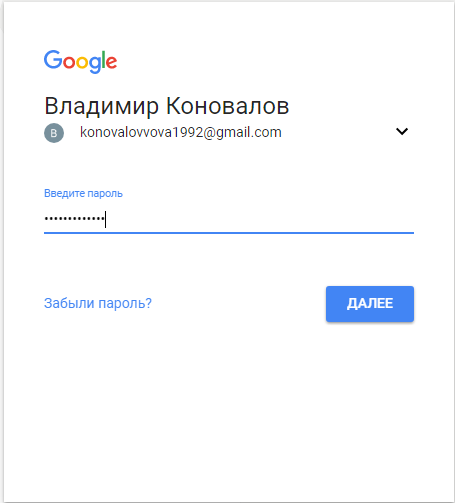 Google
Владимир Коновалов
В konovalovvova1992@gmail.com
Введите пароль
•••••••••••••
Забыли пароль? ДАЛЕЕ